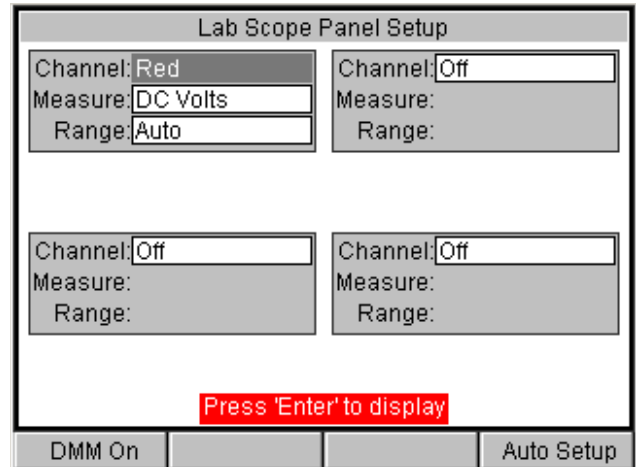 Lab Scope Panel Setup
Channel: Red
Measure: DC Volts
Range: Auto
Channel: Off
Measure:
Range:
Channel: Off
Measure:
Range:
Channel: Off
Measure:
Range:
Press 'Enter' to display
DMM On
Auto Setup